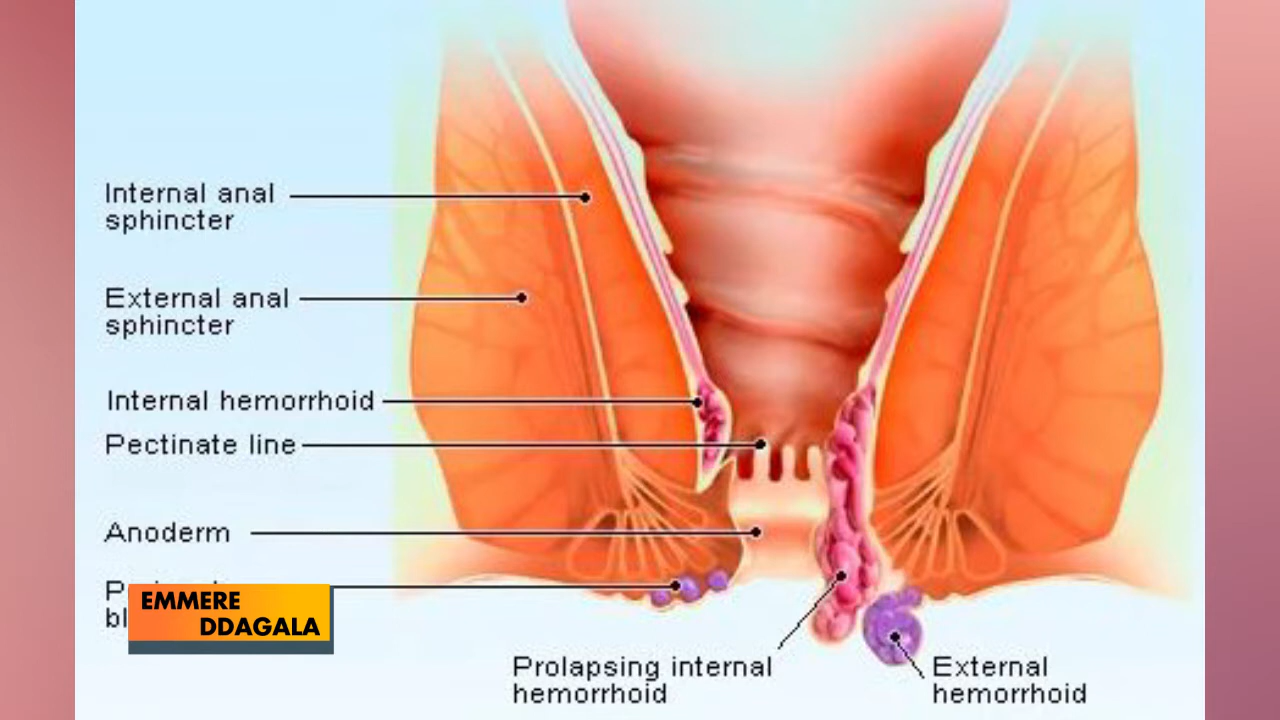 Internal anal
sphincter
External anal
sphincter
Internal hemorrhoid
Pectinate line
Anoderm
EMMERE
DDAGALA
Prolapsing internal
hemorrhoid
External
hemorrhoid